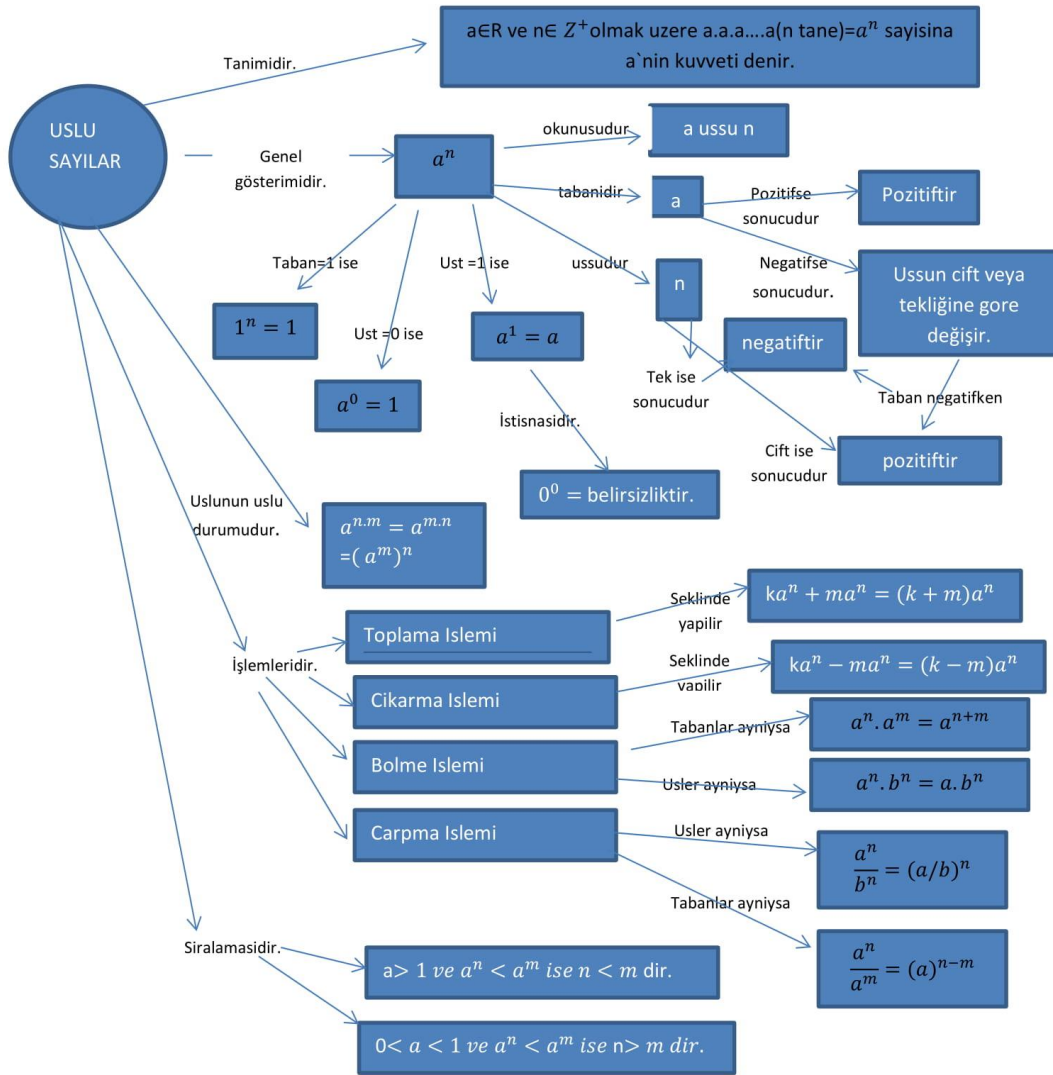 a∈R ve n∈ Z⁺ olmak uzere a.a.a....a(n tane)=aⁿ sayisina
a`nin kuvveti denir.
Tanimidir.
USLU
SAYILAR
Genel
gösterimidir.
aⁿ
okunusudur
a ussu n
tabanidir
a
Pozitifse
sonucudur
Pozitiftir
Negatifse
sonucudur.
Ussun cift veya
tekliğine gore
değişir.
ussudur
n
Taban=1 ise
1ⁿ = 1
Ust =0 ise
a⁰ = 1
Ust =1 ise
a¹ = a
İstisnasidir.
0⁰ = belirsizliktir.
Tek ise
sonucudur
negatiftir
Taban negatifken
Cift ise
sonucudur
pozitiftir
Uslunun uslu
durumudur.
aⁿ·ᵐ = aᵐ·ⁿ
=( aᵐ)ⁿ
İşlemleridir.
Toplama Islemi
Seklinde
yapilir
kaⁿ + maⁿ = (k + m)aⁿ
Cikarma Islemi
Seklinde
yapilir
kaⁿ − maⁿ = (k − m)aⁿ
Bolme Islemi
Tabanlar ayniysa
aⁿ. aᵐ = aⁿ⁺ᵐ
Usler ayniysa
aⁿ. bⁿ = a. bⁿ
Carpma Islemi
Usler ayniysa
aⁿ/bⁿ = (a/b)ⁿ
Tabanlar ayniysa
aⁿ/aᵐ = (a)ⁿ⁻ᵐ
Siralamasidir.
a> 1 ve aⁿ < aᵐ ise n < m dir.
0< a < 1 ve aⁿ < aᵐ ise n> m dir.